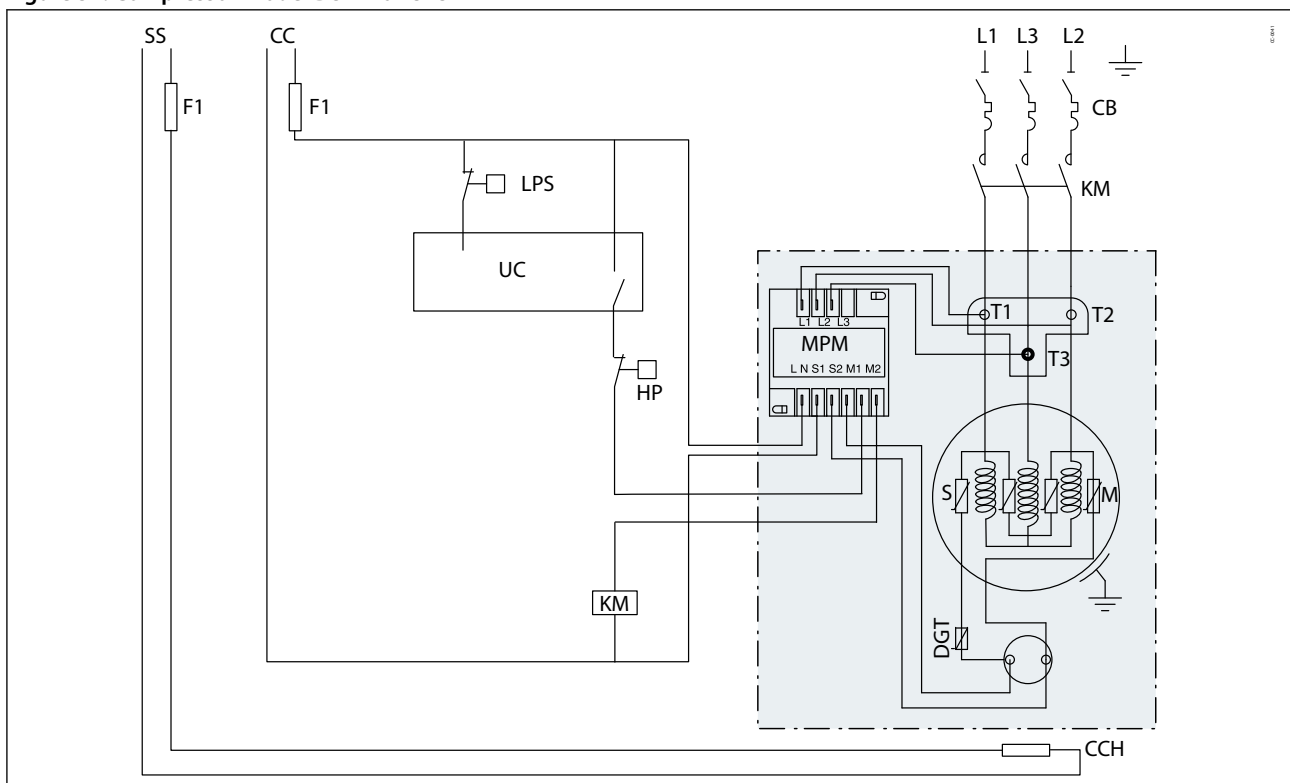 SS
CC
L1 L3 L2
F1
F1
CB
LPS
KM
UC
T1
T2
L1 L2 L3
MPM
T3
L N S1 S2 M1 M2
HP
S
M
KM
DGT
CCH